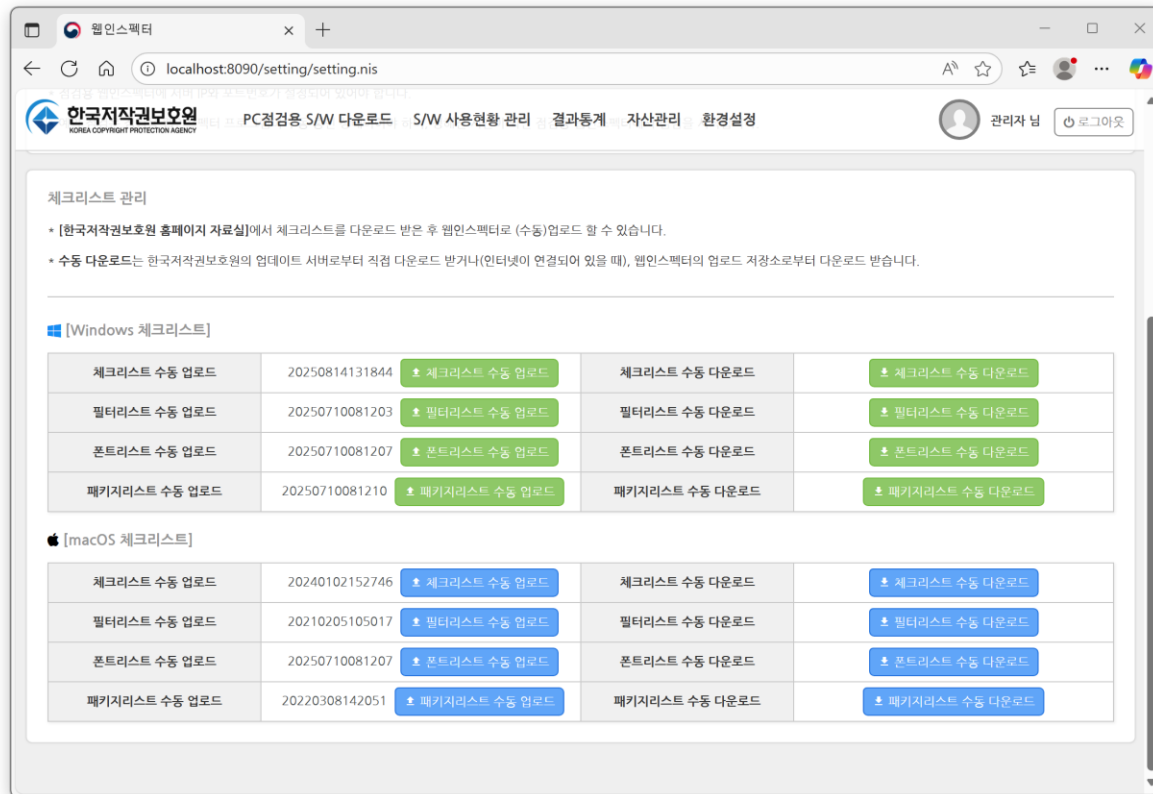 웹인스펙터
localhost:8090/setting/setting.nis
한국저작권보호원
KOREA COPYRIGHT PROTECTION AGENCY
PC점검용 S/W 다운로드 S/W 사용현황 관리 결과통계 자산관리 환경설정
관리자 님 로그아웃
체크리스트 관리
* [한국저작권보호원 홈페이지 자료실]에서 체크리스트를 다운로드 받은 후 웹인스펙터로 (수동)업로드 할 수 있습니다.
* 수동 다운로드는 한국저작권보호원의 업데이트 서버로부터 직접 다운로드 받거나(인터넷이 연결되어 있을 때), 웹인스펙터의 업로드 저장소로부터 다운로드 받습니다.
[Windows 체크리스트]
체크리스트 수동 업로드 20250814131844 체크리스트 수동 업로드 체크리스트 수동 다운로드 체크리스트 수동 다운로드
필터리스트 수동 업로드 20250710081203 필터리스트 수동 업로드 필터리스트 수동 다운로드 필터리스트 수동 다운로드
폰트리스트 수동 업로드 20250710081207 폰트리스트 수동 업로드 폰트리스트 수동 다운로드 폰트리스트 수동 다운로드
패키지리스트 수동 업로드 20250710081210 패키지리스트 수동 업로드 패키지리스트 수동 다운로드 패키지리스트 수동 다운로드
[macOS 체크리스트]
체크리스트 수동 업로드 20240102152746 체크리스트 수동 업로드 체크리스트 수동 다운로드 체크리스트 수동 다운로드
필터리스트 수동 업로드 20210205105017 필터리스트 수동 업로드 필터리스트 수동 다운로드 필터리스트 수동 다운로드
폰트리스트 수동 업로드 20250710081207 폰트리스트 수동 업로드 폰트리스트 수동 다운로드 폰트리스트 수동 다운로드
패키지리스트 수동 업로드 20220308142051 패키지리스트 수동 업로드 패키지리스트 수동 다운로드 패키지리스트 수동 다운로드